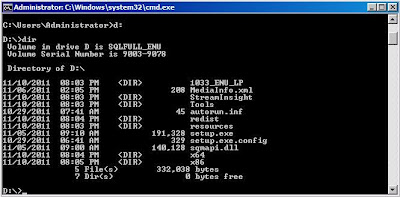 Administrator: C:\Windows\system32\cmd.exe
C:\Users\Administrator>d:
D:\>dir
Volume in drive D is SQLFULL_ENU
Volume Serial Number is 9003-9078
Directory of D:\
11/10/2011 08:03 PM <DIR> 1033_ENU_LP
11/06/2011 02:05 PM 208 MediaInfo.xml
11/10/2011 08:03 PM <DIR> StreamInsight
11/10/2011 08:03 PM <DIR> Tools
10/29/2011 07:41 AM 45 autorun.inf
11/10/2011 08:04 PM <DIR> redist
11/10/2011 08:03 PM <DIR> resources
11/05/2011 09:10 AM 191,328 setup.exe
10/29/2011 06:41 AM 329 setup.exe.config
11/05/2011 09:00 AM 140,128 sqmapi.dll
11/10/2011 08:04 PM <DIR> x64
11/10/2011 08:05 PM <DIR> x86
5 File(s) 332,038 bytes
7 Dir(s) 0 bytes free
D:\>